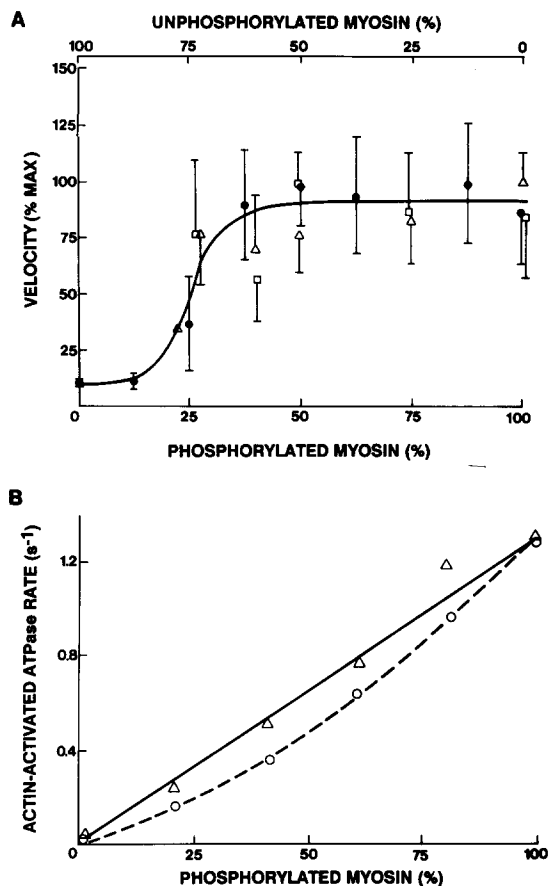 A
UNPHOSPHORYLATED MYOSIN (%)
100 75 50 25 0
150
125
100
75
50
25
0
VELOCITY (% MAX)
0 25 50 75 100
PHOSPHORYLATED MYOSIN (%)
B
1.2
0.8
0.4
ACTIN-ACTIVATED ATPase RATE (s⁻¹)
0 25 50 75 100
PHOSPHORYLATED MYOSIN (%)